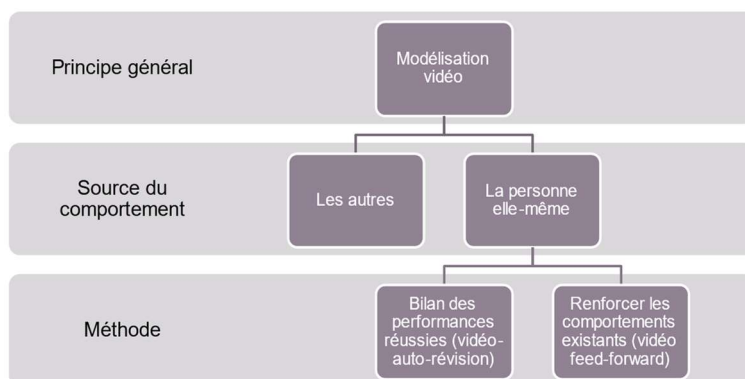 Principe général
Modélisation
vidéo
Source du
comportement
Les autres
La personne
elle-même
Méthode
Bilan des
performances
réussies (vidéo-
auto-révision)
Renforcer les
comportements
existants (vidéo
feed-forward)